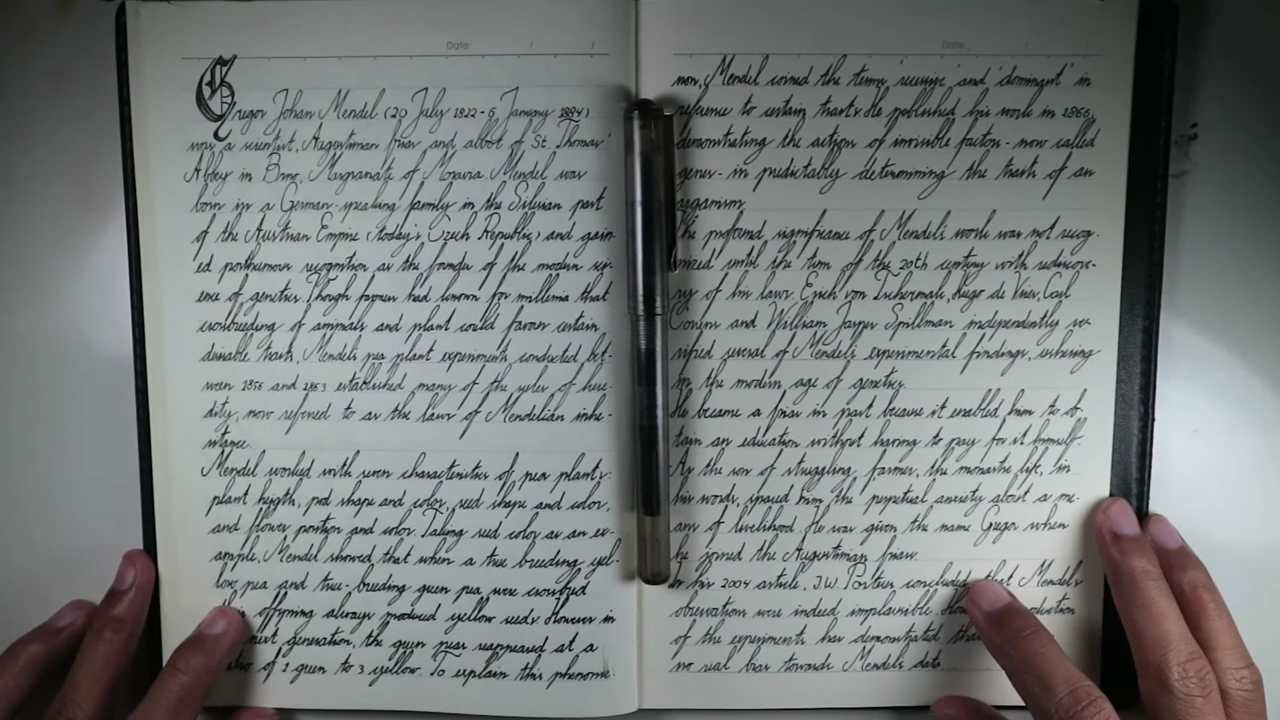 Date: / /
Gregor Johan Mendel (20 July 1822-6 January 1884)
was a scientist, Augustinian friar and abbot of St. Thomas'
Abbey in Brno, Margranate of Moravia. Mendel was
born in a German-speaking family in the Silesian part
of the Austrian Empire (today's Czech Republic) and gain-
ed posthumous recognition as the founder of the modern sci-
ence of genetics. Though farmers had known for millenia that
crossbreeding of animals and plant could favour certain
desirable traits, Mendel's pea plant experiments conducted bet-
ween 1856 and 1863 established many of the rules of here-
dity, now referred to as the laws of Mendelian inhe-
ritance.
Mendel worked with seven characteristics of pea plants:
plant heigth, pod shape and color, seed shape and color,
and flower position and color. Taking seed color as an ex-
ample, Mendel showed that when a true breeding yel-
low pea and true-breeding green pea were crossbred
offspring always produced yellow seeds. However in
next generation, the green peas reappeared at a
of 1 green to 3 yellow. To explain this phenome-
Date: / /
non, Mendel coined the terms 'recessive' and 'dominant' in
reference to certain traits. He published his work in 1866,
demonstrating the action of invisible factors - now called
genes - in predictably determining the traits of an
organism.
The profound significance of Mendel's work was not recog-
nized until the turn of the 20th century with rediscove-
ry of his laws. Erich von Tschermak, Hugo de Vries, Carl
Correns and William Jasper Spillman independently ve-
rified several of Mendel's experimental findings, ushering
in the modern age of genetics.
He became a friar in part because it enabled him to ob-
tain an education without having to pay for it himself.
As the son of struggling farmer, the monastic life, in
his words, spared him the perpetual anxiety about a me-
ans of livelihood. He was given the name Gregor when
he joined the Augustinian friars.
In his 2004 article, J.W. Porteus concluded that Mendel's
observations were indeed implausible.
of the experiments has demonstrated
no real bias towards Mendel's data